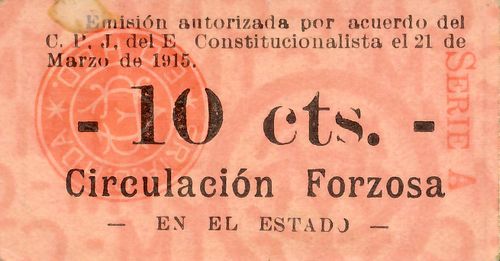 Emisión autorizada por acuerdo del
C. P. J. del E. Constitucionalista el 21 de
Marzo de 1915.
- 10 cts. -
Circulación Forzosa
— EN EL ESTADO —
SERIE A